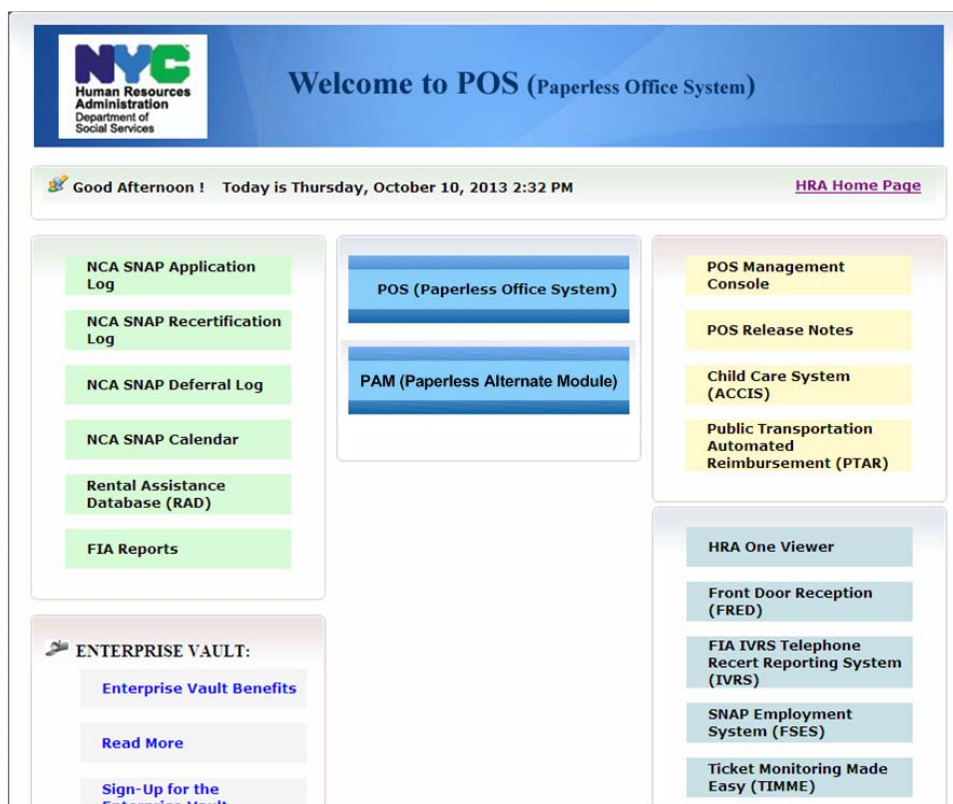 NYC
Human Resources
Administration
Department of
Social Services
Welcome to POS (Paperless Office System)
Good Afternoon ! Today is Thursday, October 10, 2013 2:32 PM
HRA Home Page
NCA SNAP Application
Log
NCA SNAP Recertification
Log
NCA SNAP Deferral Log
NCA SNAP Calendar
Rental Assistance
Database (RAD)
FIA Reports
ENTERPRISE VAULT:
Enterprise Vault Benefits
Read More
Sign-Up for the
Enterprise Vault
POS (Paperless Office System)
PAM (Paperless Alternate Module)
POS Management
Console
POS Release Notes
Child Care System
(ACCIS)
Public Transportation
Automated
Reimbursement (PTAR)
HRA One Viewer
Front Door Reception
(FRED)
FIA IVRS Telephone
Recert Reporting System
(IVRS)
SNAP Employment
System (FSES)
Ticket Monitoring Made
Easy (TIMME)